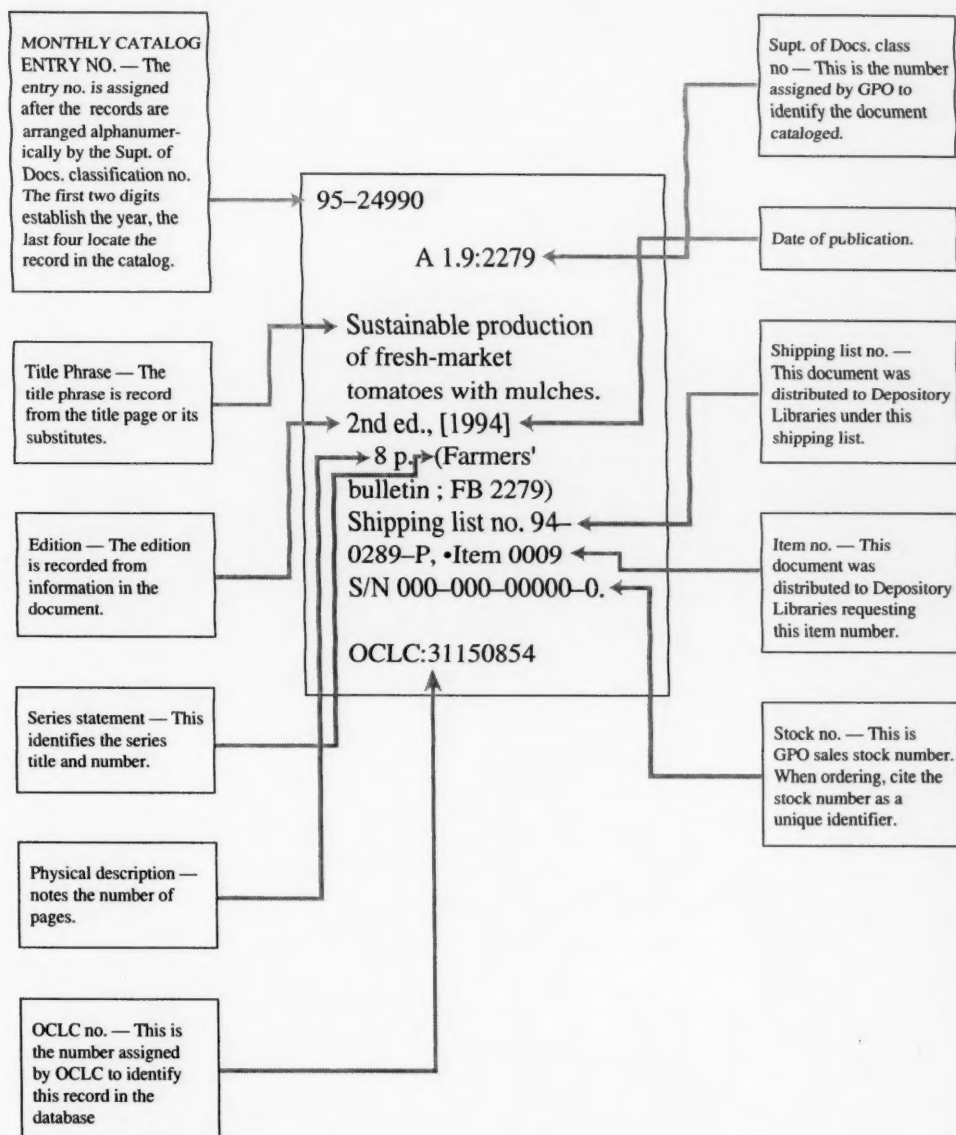 MONTHLY CATALOG
ENTRY NO. — The
entry no. is assigned
after the records are
arranged alphanumer-
ically by the Supt. of
Docs. classification no.
The first two digits
establish the year, the
last four locate the
record in the catalog.
Title Phrase — The
title phrase is record
from the title page or its
substitutes.
Edition — The edition
is recorded from
information in the
document.
Series statement — This
identifies the series
title and number.
Physical description —
notes the number of
pages.
OCLC no. — This is
the number assigned
by OCLC to identify
this record in the
database
95–24990
A 1.9:2279
Sustainable production
of fresh-market
tomatoes with mulches.
2nd ed., [1994]
8 p. (Farmers'
bulletin ; FB 2279)
Shipping list no. 94–
0289–P, •Item 0009
S/N 000–000–00000–0.
OCLC:31150854
Supt. of Docs. class
no — This is the number
assigned by GPO to
identify the document
cataloged.
Date of publication.
Shipping list no. —
This document was
distributed to Depository
Libraries under this
shipping list.
Item no. — This
document was
distributed to Depository
Libraries requesting
this item number.
Stock no. — This is
GPO sales stock number.
When ordering, cite the
stock number as a
unique identifier.